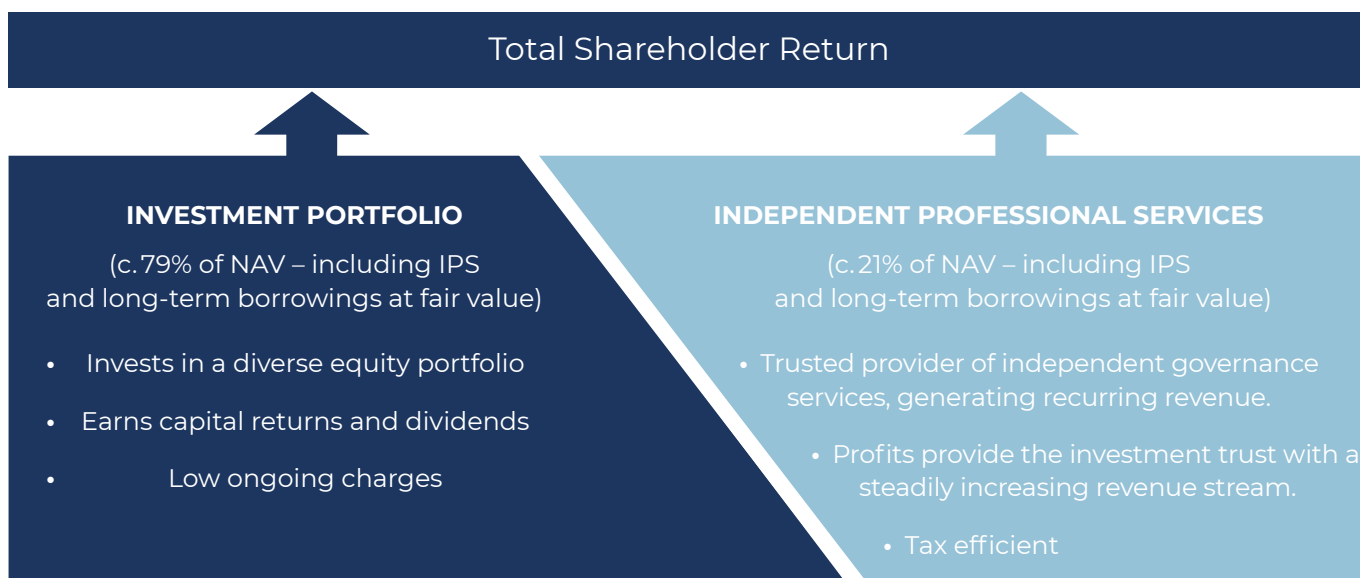 Total Shareholder Return
INVESTMENT PORTFOLIO
(c. 79% of NAV – including IPS
and long-term borrowings at fair value)
• Invests in a diverse equity portfolio
• Earns capital returns and dividends
• Low ongoing charges
INDEPENDENT PROFESSIONAL SERVICES
(c. 21% of NAV – including IPS
and long-term borrowings at fair value)
• Trusted provider of independent governance
services, generating recurring revenue.
• Profits provide the investment trust with a
steadily increasing revenue stream.
• Tax efficient